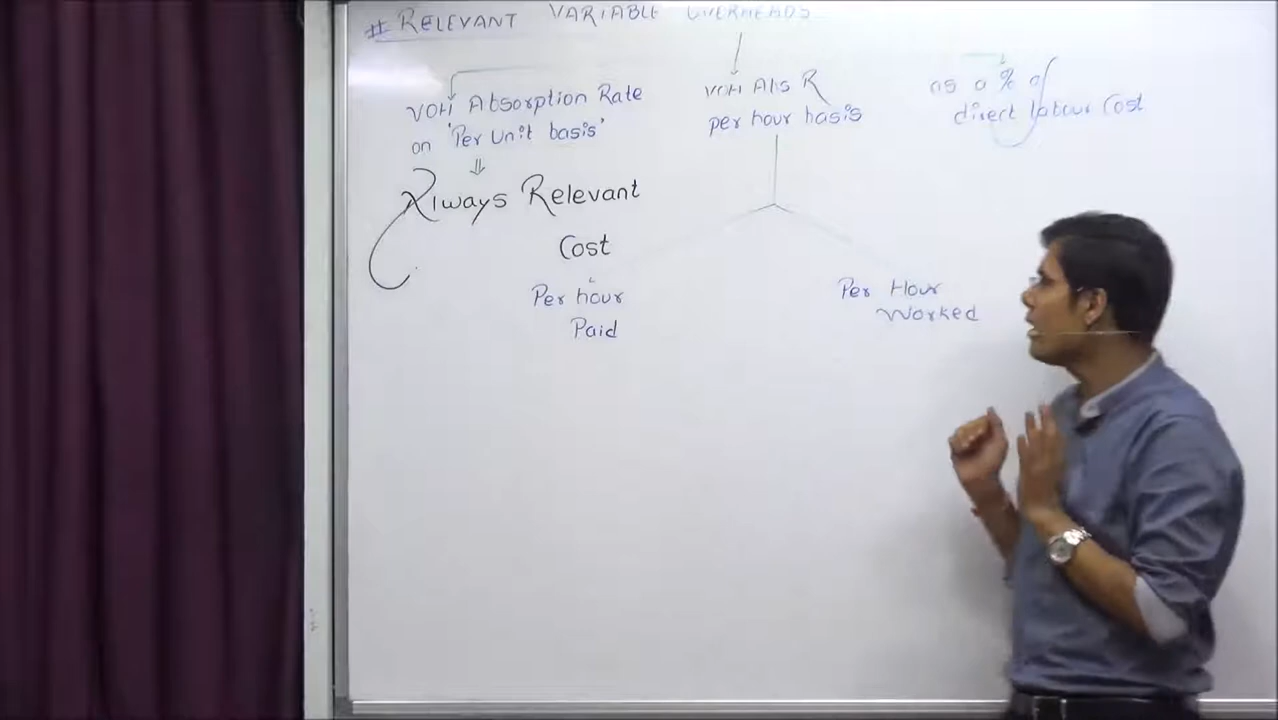 # RELEVANT VARIABLE OVERHEADS
VOH Absorption Rate
on 'Per Unit basis'
⇓
Always Relevant
Cost
VOH Abs R
per hour basis
Per hour
Paid
Per Hour
Worked
as a % of
direct labour Cost